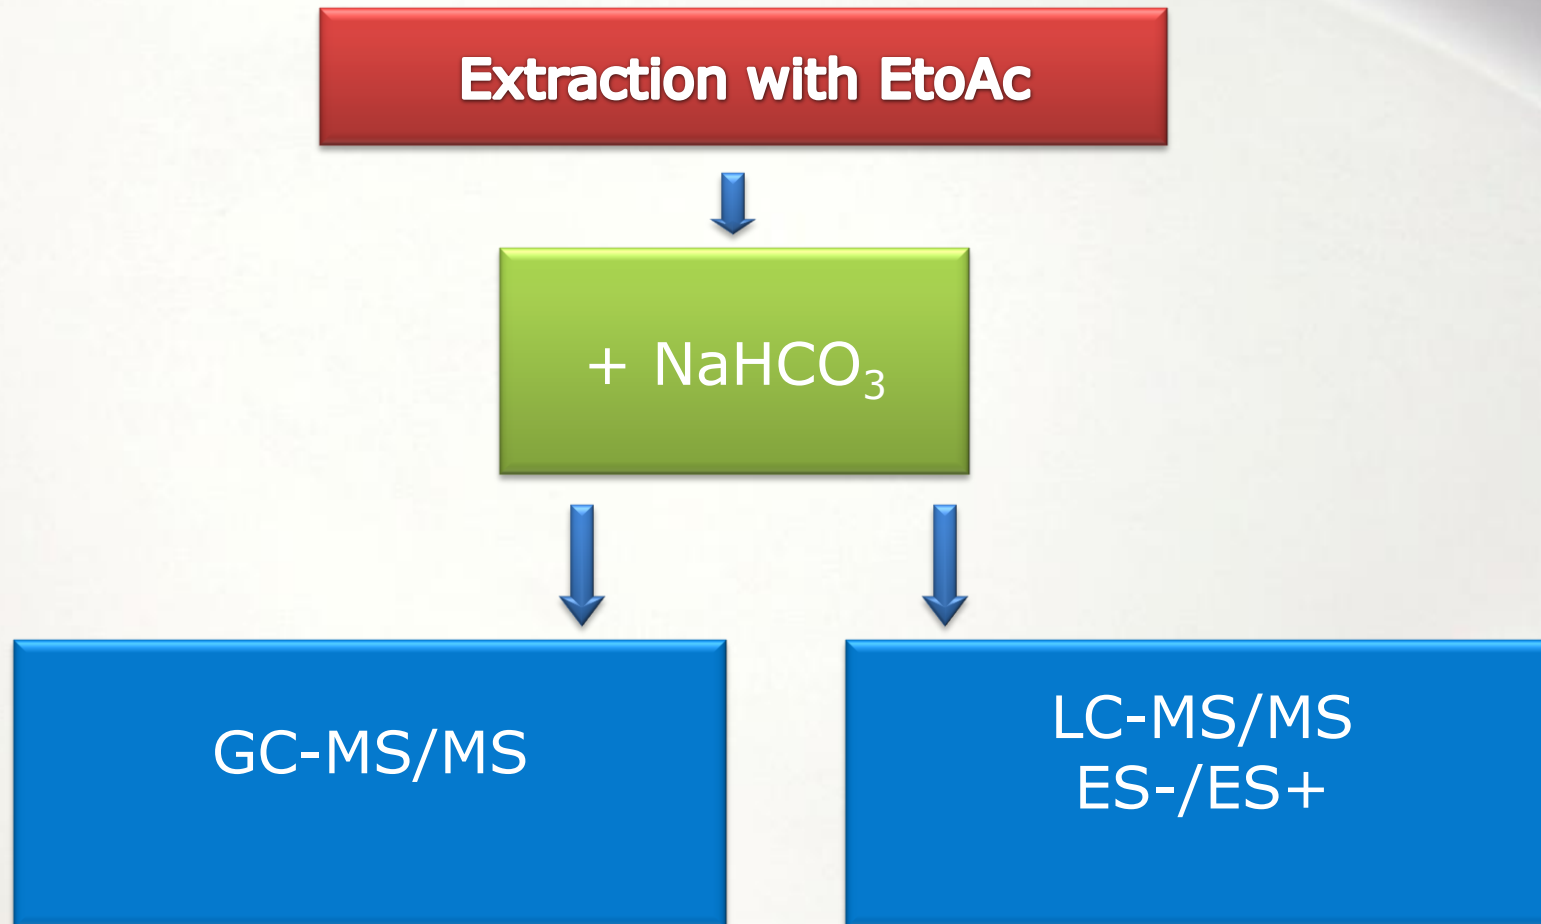 Extraction with EtoAc
+ NaHCO₃
GC-MS/MS
LC-MS/MS
ES-/ES+